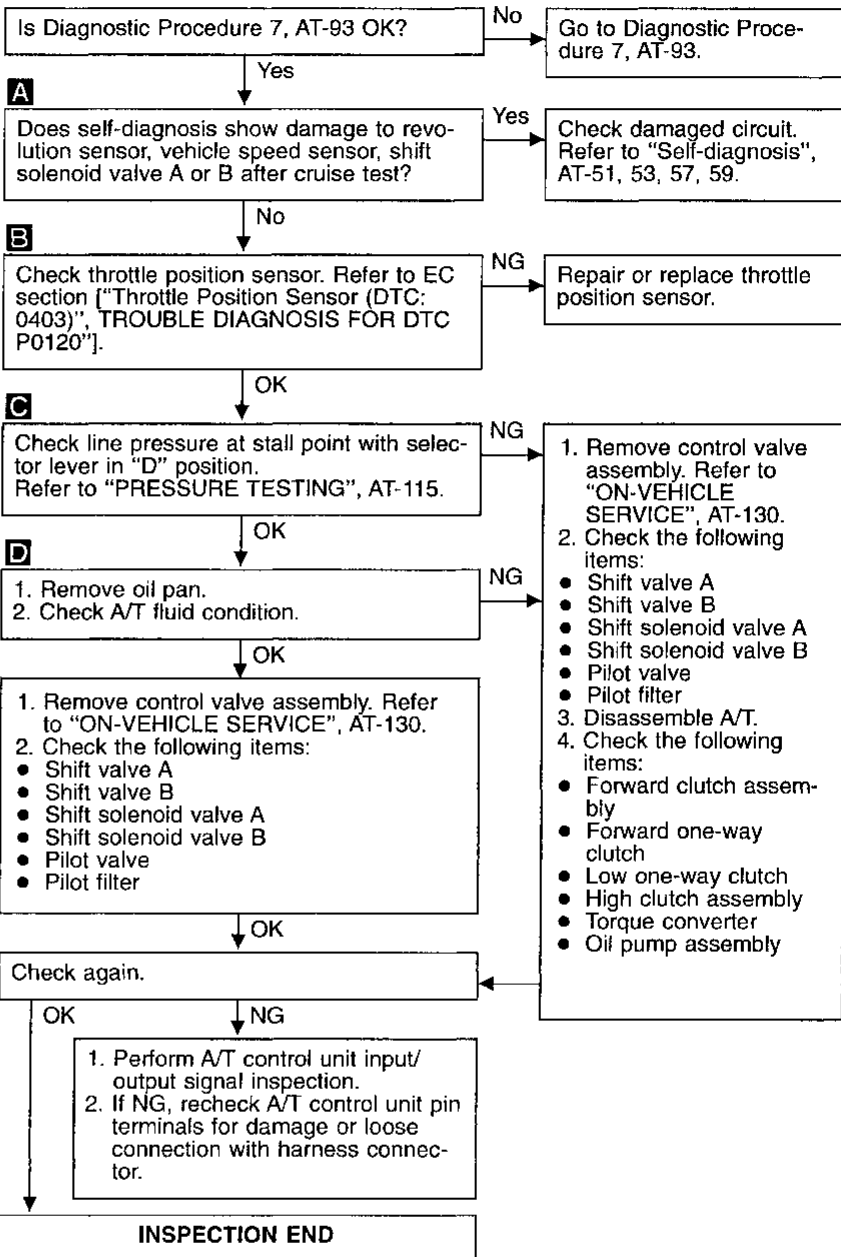 Is Diagnostic Procedure 7, AT-93 OK?
No
Go to Diagnostic Proce-
dure 7, AT-93.
Yes
A
Does self-diagnosis show damage to revo-
lution sensor, vehicle speed sensor, shift
solenoid valve A or B after cruise test?
Yes
Check damaged circuit.
Refer to “Self-diagnosis”,
AT-51, 53, 57, 59.
No
B
Check throttle position sensor. Refer to EC
section [“Throttle Position Sensor (DTC:
0403)”, TROUBLE DIAGNOSIS FOR DTC
P0120”].
NG
Repair or replace throttle
position sensor.
OK
C
Check line pressure at stall point with selec-
tor lever in “D” position.
Refer to “PRESSURE TESTING”, AT-115.
NG
OK
D
1. Remove oil pan.
2. Check A/T fluid condition.
NG
OK
1. Remove control valve
assembly. Refer to
“ON-VEHICLE
SERVICE”, AT-130.
2. Check the following
items:
● Shift valve A
● Shift valve B
● Shift solenoid valve A
● Shift solenoid valve B
● Pilot valve
● Pilot filter
3. Disassemble A/T.
4. Check the following
items:
● Forward clutch assem-
bly
● Forward one-way
clutch
● Low one-way clutch
● High clutch assembly
● Torque converter
● Oil pump assembly
1. Remove control valve assembly. Refer
to “ON-VEHICLE SERVICE”, AT-130.
2. Check the following items:
● Shift valve A
● Shift valve B
● Shift solenoid valve A
● Shift solenoid valve B
● Pilot valve
● Pilot filter
OK
Check again.
OK
NG
1. Perform A/T control unit input/
output signal inspection.
2. If NG, recheck A/T control unit pin
terminals for damage or loose
connection with harness connec-
tor.
INSPECTION END